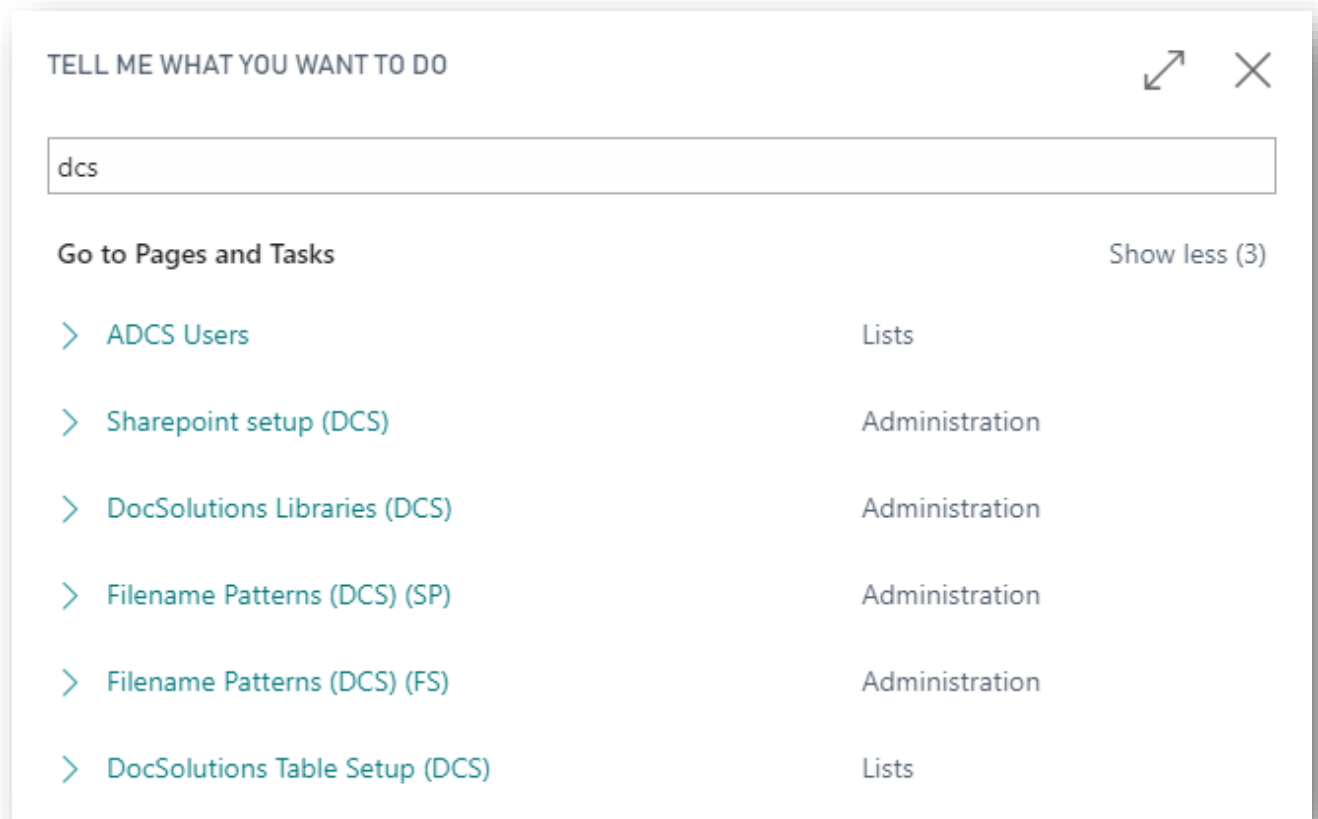 TELL ME WHAT YOU WANT TO DO
dcs
Go to Pages and Tasks Show less (3)
ADCS Users Lists
Sharepoint setup (DCS) Administration
DocSolutions Libraries (DCS) Administration
Filename Patterns (DCS) (SP) Administration
Filename Patterns (DCS) (FS) Administration
DocSolutions Table Setup (DCS) Lists